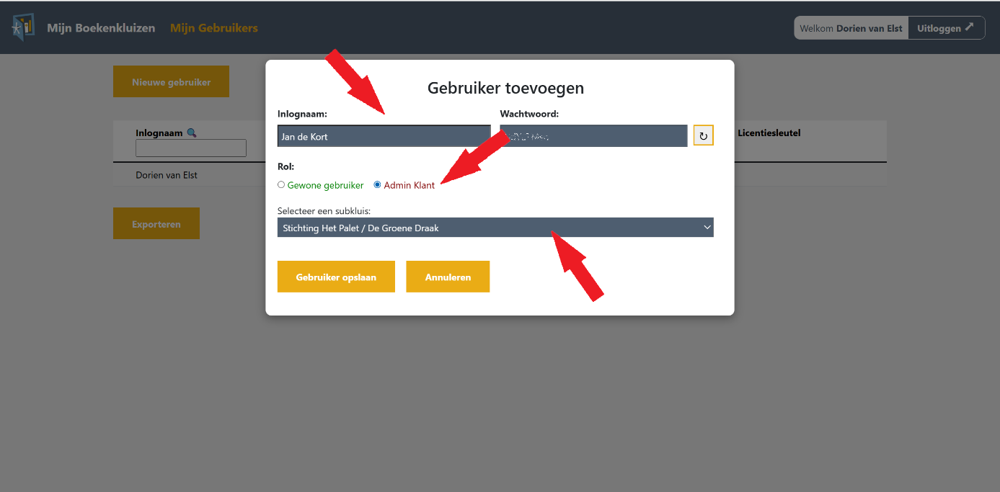 Mijn Boekenkluizen Mijn Gebruikers Welkom Dorien van Elst Uitloggen
Nieuwe gebruiker
Gebruiker toevoegen
Inlognaam: Wachtwoord:
Inlognaam Licentiesleutel
Jan de Kort
Rol:
Dorien van Elst
Gewone gebruiker Admin Klant
Selecteer een subkluis:
Exporteren
Stichting Het Palet / De Groene Draak
Gebruiker opslaan Annuleren